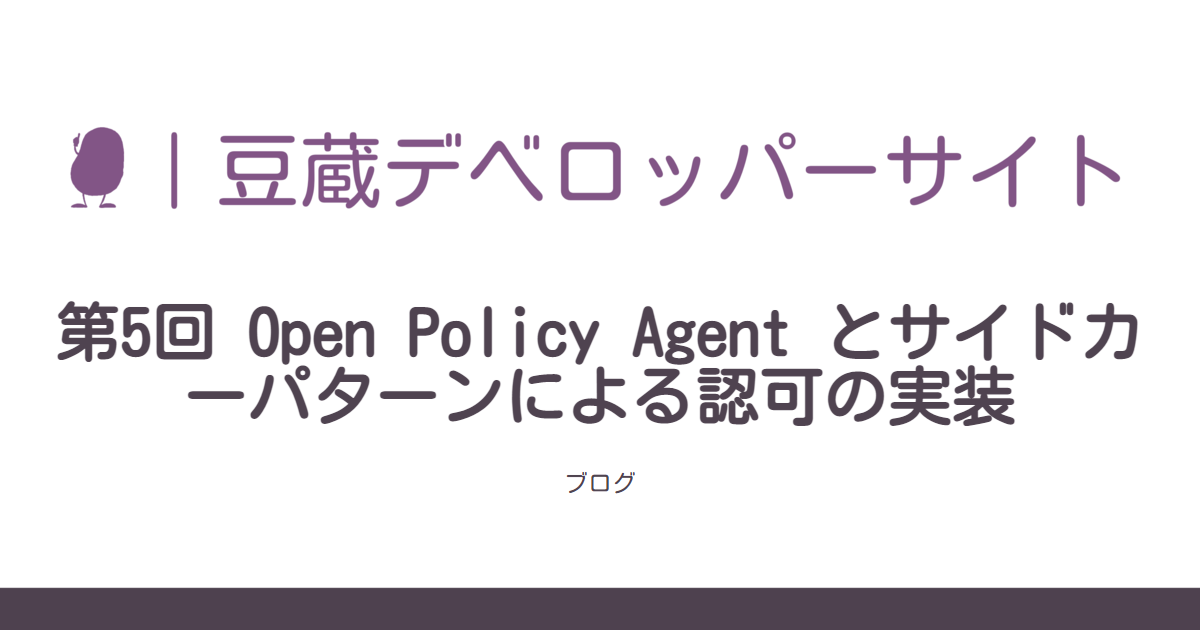 ｜豆蔵デベロッパーサイト
第5回 Open Policy Agent とサイドカ
ーパターンによる認可の実装
ブログ